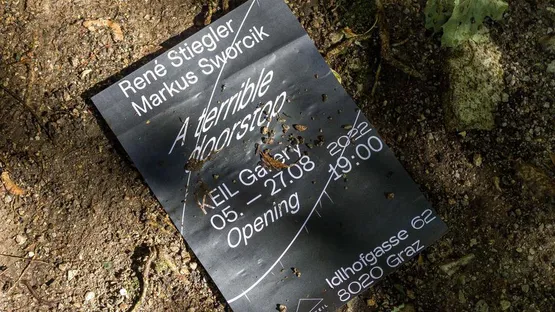 René Stiegler
Markus Sworcik
A terrible
doorstop
KEIL Gallery
05. – 27.08 2022
Opening 19:00
Idlhofgasse 62
8020 Graz